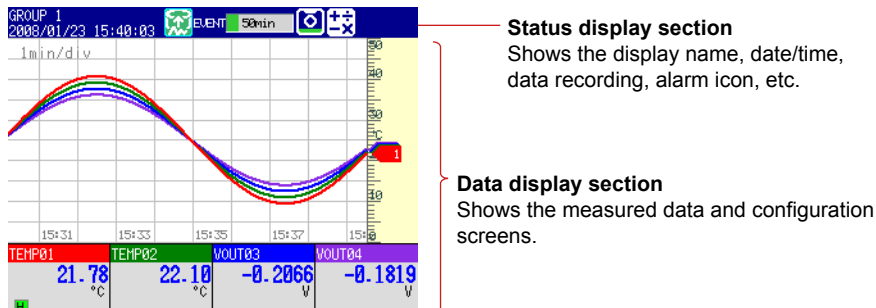 GROUP 1
2008/01/23 15:40:03
EVENT
50min
Status display section
Shows the display name, date/time,
data recording, alarm icon, etc.
1min/div
50
40
30
°C
1
10
0
15:31 15:33 15:35 15:37 15:
Data display section
Shows the measured data and configuration
screens.
TEMP01 TEMP02 VOUT03 VOUT04
21.78 22.10 -0.2066 -0.1819
°C °C V V
H